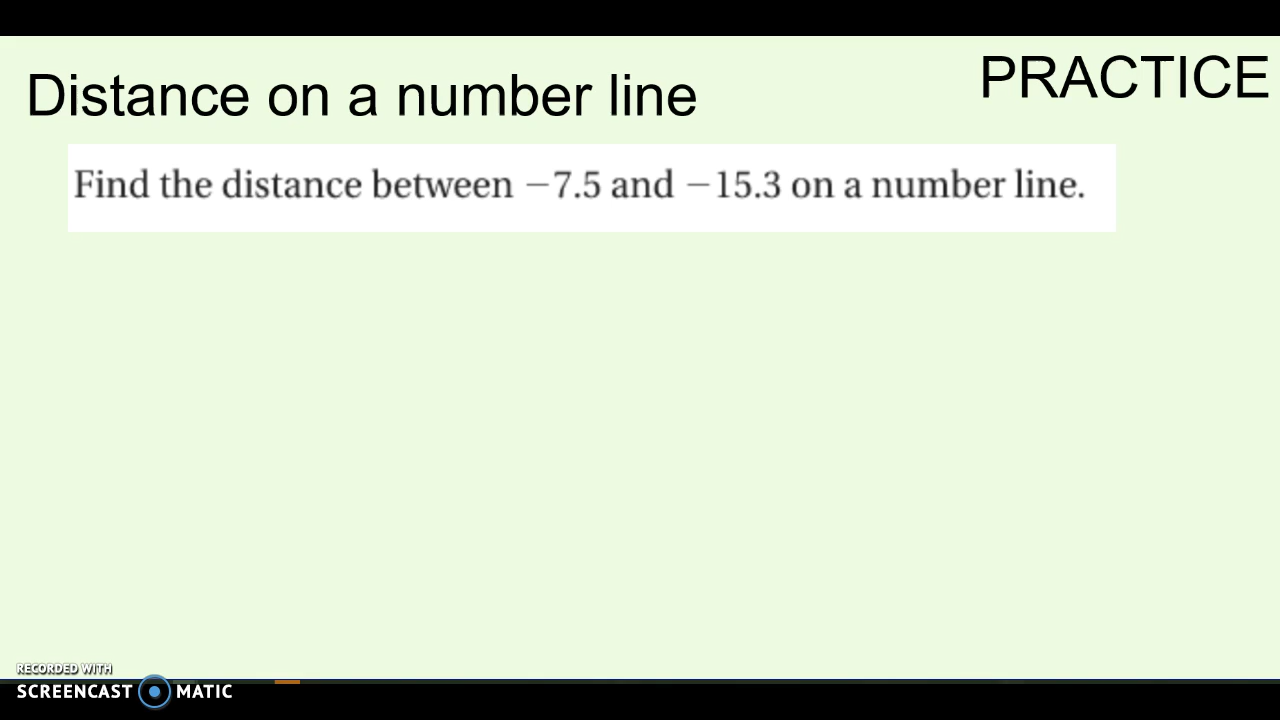 PRACTICE
Distance on a number line
Find the distance between −7.5 and −15.3 on a number line.
RECORDED WITH
SCREENCAST MATIC